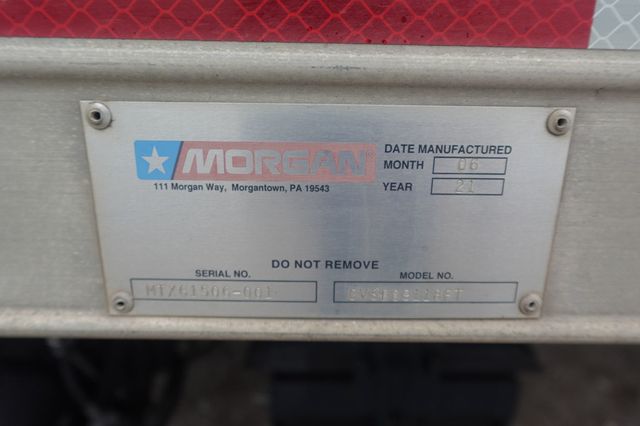 MORGAN
111 Morgan Way, Morgantown, PA 19543
DATE MANUFACTURED
MONTH 06
YEAR 21
DO NOT REMOVE
SERIAL NO.
MODEL NO.